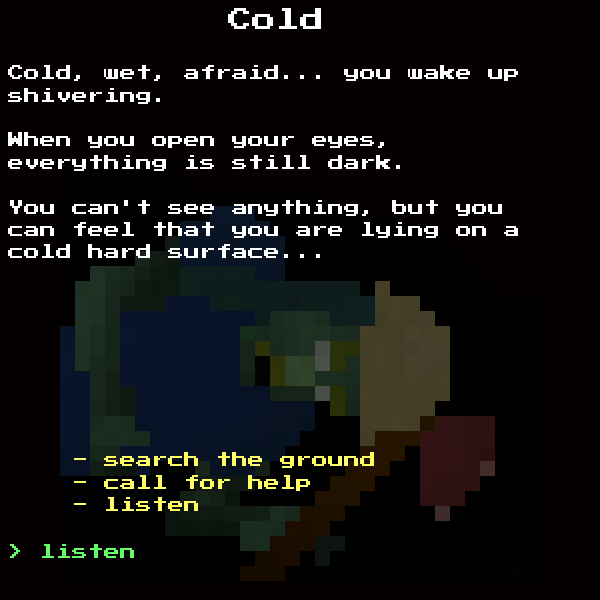 Cold
Cold, wet, afraid... you wake up
shivering.
When you open your eyes,
everything is still dark.
You can't see anything, but you
can feel that you are lying on a
cold hard surface...
- search the ground
- call for help
- listen
> listen